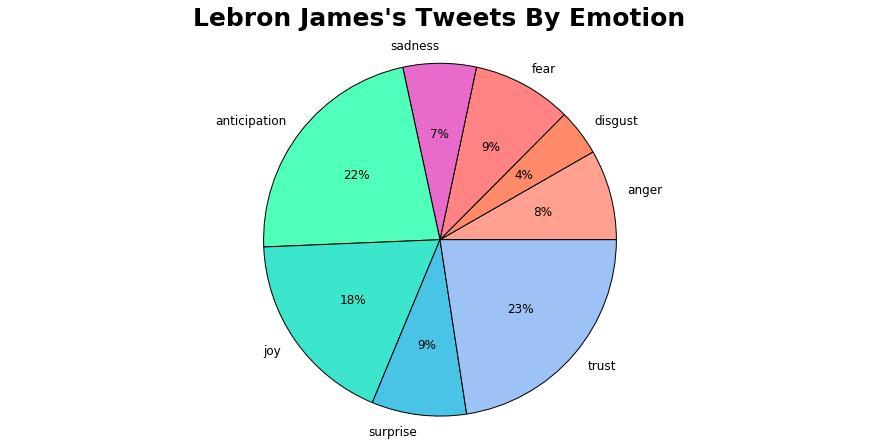 Lebron James's Tweets By Emotion
sadness
fear
anticipation
disgust
7%
9%
22%
4%
anger
8%
18%
23%
9%
joy
trust
surprise